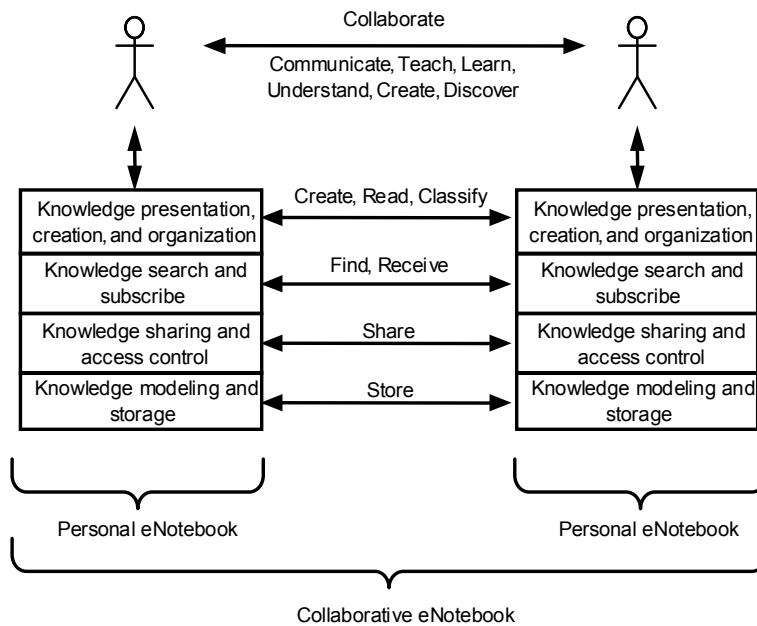 Collaborate
Communicate, Teach, Learn,
Understand, Create, Discover
Knowledge presentation,
creation, and organization
Create, Read, Classify
Knowledge presentation,
creation, and organization
Knowledge search and
subscribe
Find, Receive
Knowledge search and
subscribe
Knowledge sharing and
access control
Share
Knowledge sharing and
access control
Knowledge modeling and
storage
Store
Knowledge modeling and
storage
Personal eNotebook
Personal eNotebook
Collaborative eNotebook